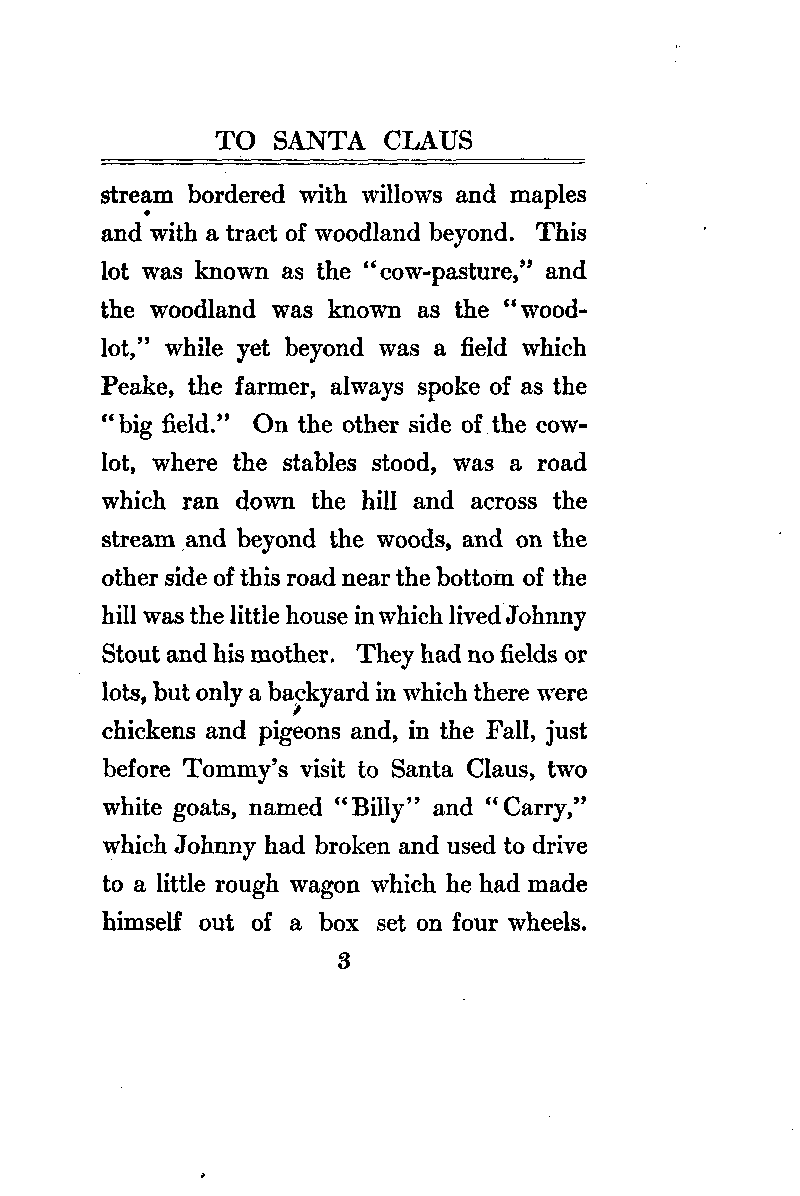 TO SANTA CLAUS
stream bordered with willows and maples
and with a tract of woodland beyond. This
lot was known as the “cow-pasture,” and
the woodland was known as the “wood-
lot,” while yet beyond was a field which
Peake, the farmer, always spoke of as the
“big field.” On the other side of the cow-
lot, where the stables stood, was a road
which ran down the hill and across the
stream and beyond the woods, and on the
other side of this road near the bottom of the
hill was the little house in which lived Johnny
Stout and his mother. They had no fields or
lots, but only a backyard in which there were
chickens and pigeons and, in the Fall, just
before Tommy’s visit to Santa Claus, two
white goats, named “Billy” and “Carry,”
which Johnny had broken and used to drive
to a little rough wagon which he had made
himself out of a box set on four wheels.
3